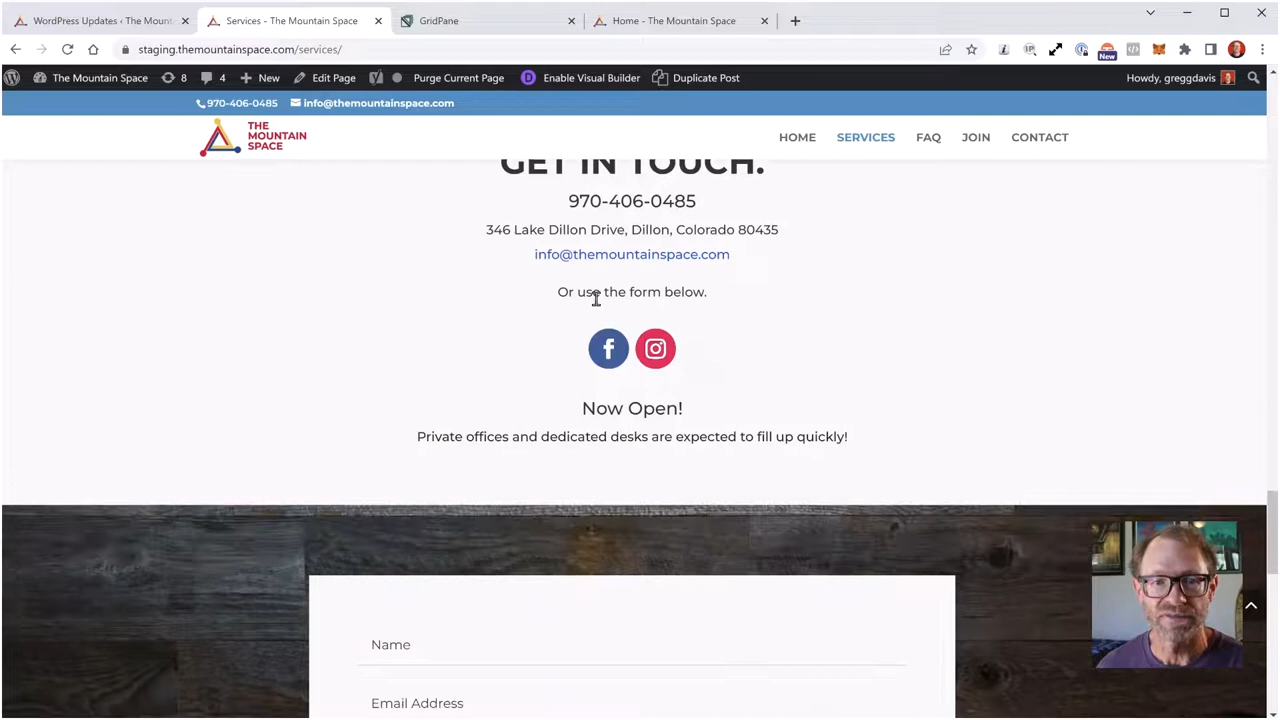 WordPress Updates ‹ The Mount
Services - The Mountain Space
GridPane
Home - The Mountain Space
staging.themountainspace.com/services/
New
The Mountain Space
8
4
New
Edit Page
Purge Current Page
Enable Visual Builder
Duplicate Post
Howdy, greggdavis
970-406-0485
info@themountainspace.com
THE
MOUNTAIN
SPACE
HOME
SERVICES
FAQ
JOIN
CONTACT
GET IN TOUCH.
970-406-0485
346 Lake Dillon Drive, Dillon, Colorado 80435
info@themountainspace.com
Or use the form below.
Now Open!
Private offices and dedicated desks are expected to fill up quickly!
Name
Email Address